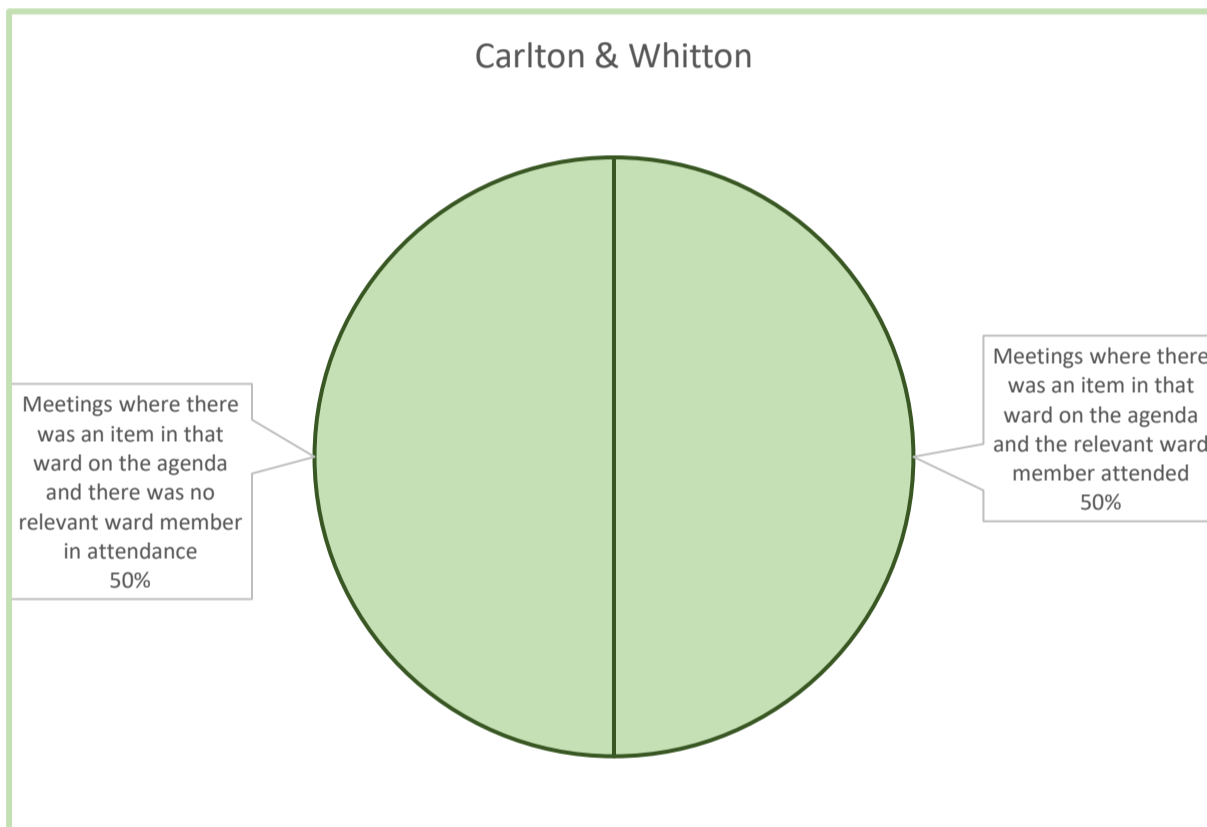 Carlton & Whitton
Meetings where there
was an item in that
ward on the agenda
and there was no
relevant ward member
in attendance
50%
Meetings where there
was an item in that
ward on the agenda
and the relevant ward
member attended
50%